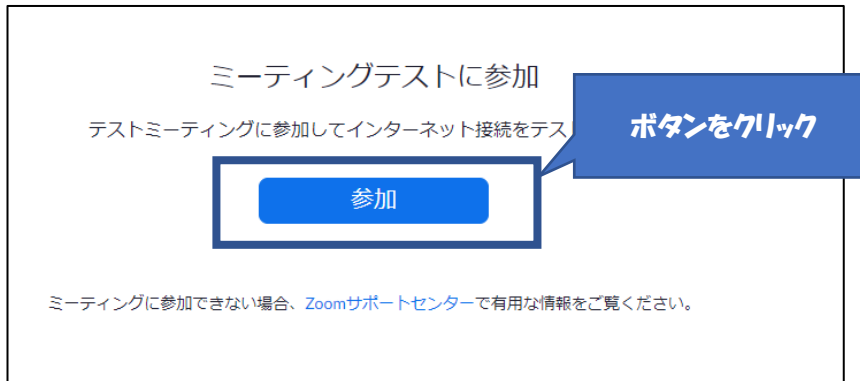 ミーティングテストに参加
テストミーティングに参加してインターネット接続をテス
ボタンをクリック
参加
ミーティングに参加できない場合、Zoomサポートセンターで有用な情報をご覧ください。